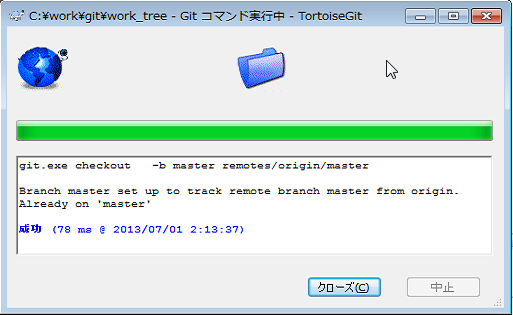 C:¥work¥git¥work_tree - Git コマンド実行中 - TortoiseGit
git.exe checkout   -b master remotes/origin/master
Branch master set up to track remote branch master from origin.
Already on 'master'
成功 (78 ms @ 2013/07/01 2:13:37)
クローズ(C)
中止